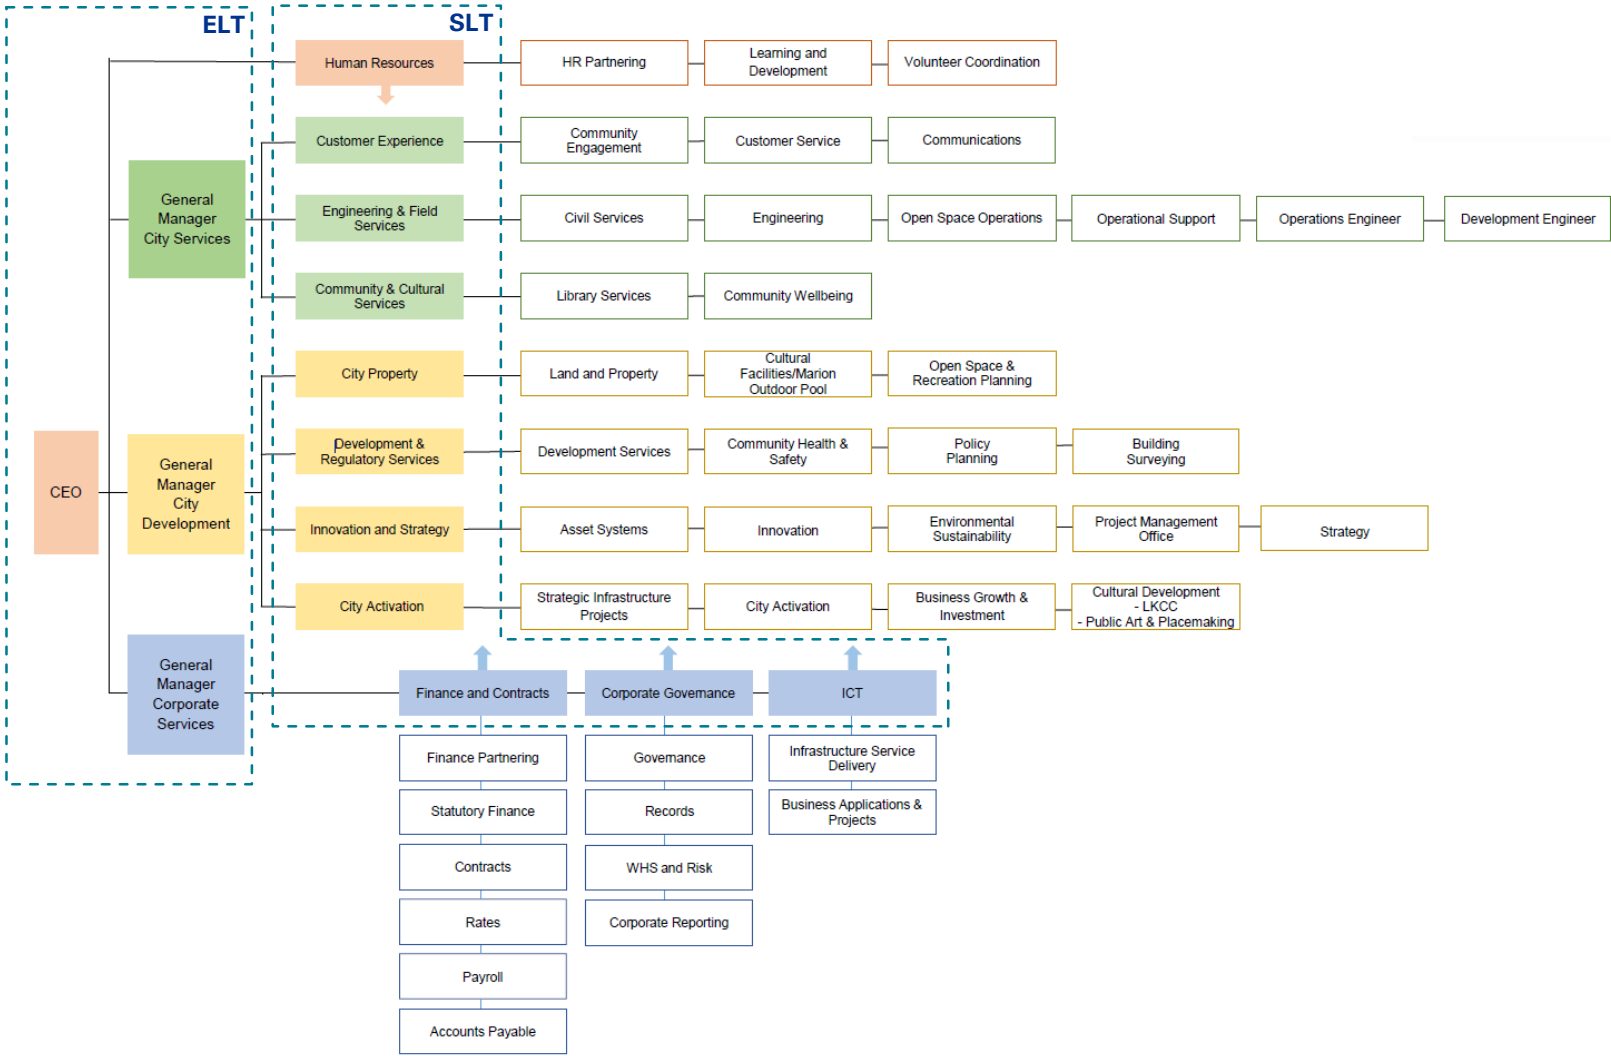 ELT
SLT
Human Resources
HR Partnering
Learning and
Development
Volunteer Coordination
Customer Experience
Community
Engagement
Customer Service
Communications
General
Manager
City Services
Engineering & Field
Services
Civil Services
Engineering
Open Space Operations
Operational Support
Operations Engineer
Development Engineer
Community & Cultural
Services
Library Services
Community Wellbeing
City Property
Land and Property
Cultural
Facilities/Marion
Outdoor Pool
Open Space &
Recreation Planning
CEO
General
Manager
City
Development
Development &
Regulatory Services
Development Services
Community Health &
Safety
Policy
Planning
Building
Surveying
Innovation and Strategy
Asset Systems
Innovation
Environmental
Sustainability
Project Management
Office
Strategy
City Activation
Strategic Infrastructure
Projects
City Activation
Business Growth &
Investment
Cultural Development
- LKCC
- Public Art & Placemaking
General
Manager
Corporate
Services
Finance and Contracts
Corporate Governance
ICT
Finance Partnering
Statutory Finance
Contracts
Rates
Payroll
Accounts Payable
Governance
Records
WHS and Risk
Corporate Reporting
Infrastructure Service
Delivery
Business Applications &
Projects